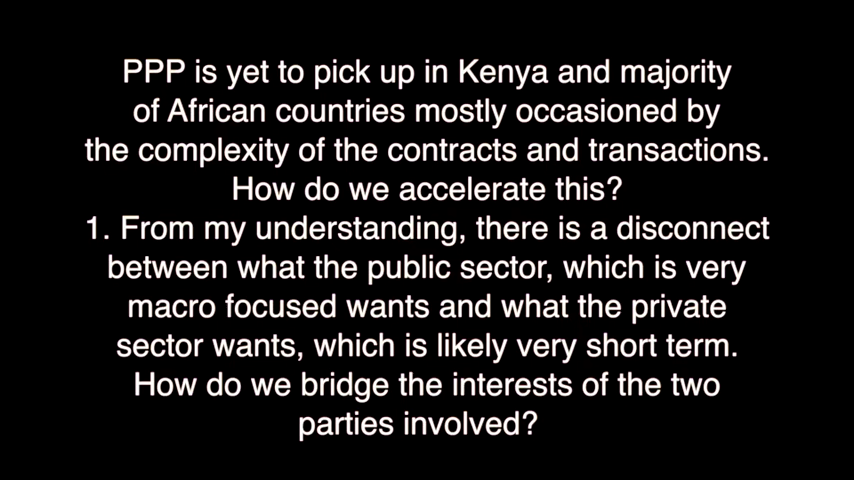 PPP is yet to pick up in Kenya and majority
of African countries mostly occasioned by
the complexity of the contracts and transactions.
How do we accelerate this?
1. From my understanding, there is a disconnect
between what the public sector, which is very
macro focused wants and what the private
sector wants, which is likely very short term.
How do we bridge the interests of the two
parties involved?